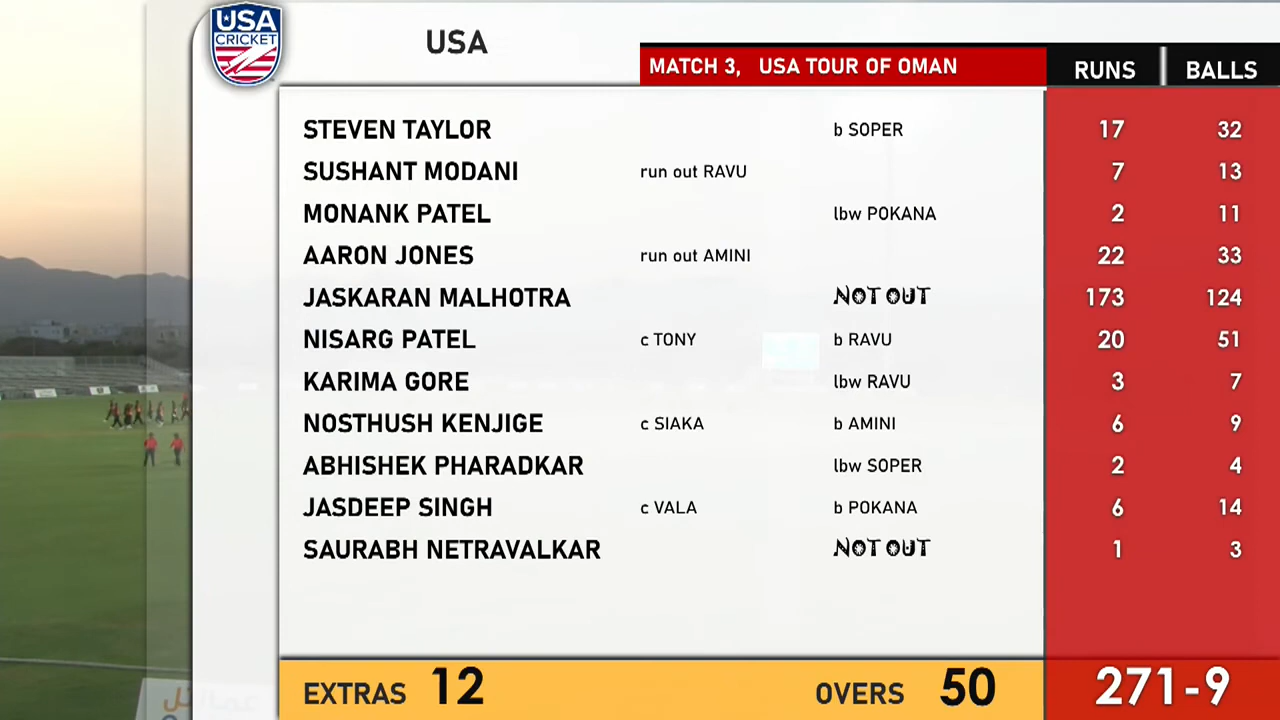 USA CRICKET
USA
MATCH 3, USA TOUR OF OMAN RUNS BALLS
STEVEN TAYLOR b SOPER 17 32
SUSHANT MODANI run out RAVU 7 13
MONANK PATEL lbw POKANA 2 11
AARON JONES run out AMINI 22 33
JASKARAN MALHOTRA NOT OUT 173 124
NISARG PATEL c TONY b RAVU 20 51
KARIMA GORE lbw RAVU 3 7
NOSTHUSH KENJIGE c SIAKA b AMINI 6 9
ABHISHEK PHARADKAR lbw SOPER 2 4
JASDEEP SINGH c VALA b POKANA 6 14
SAURABH NETRAVALKAR NOT OUT 1 3
EXTRAS 12 OVERS 50 271-9